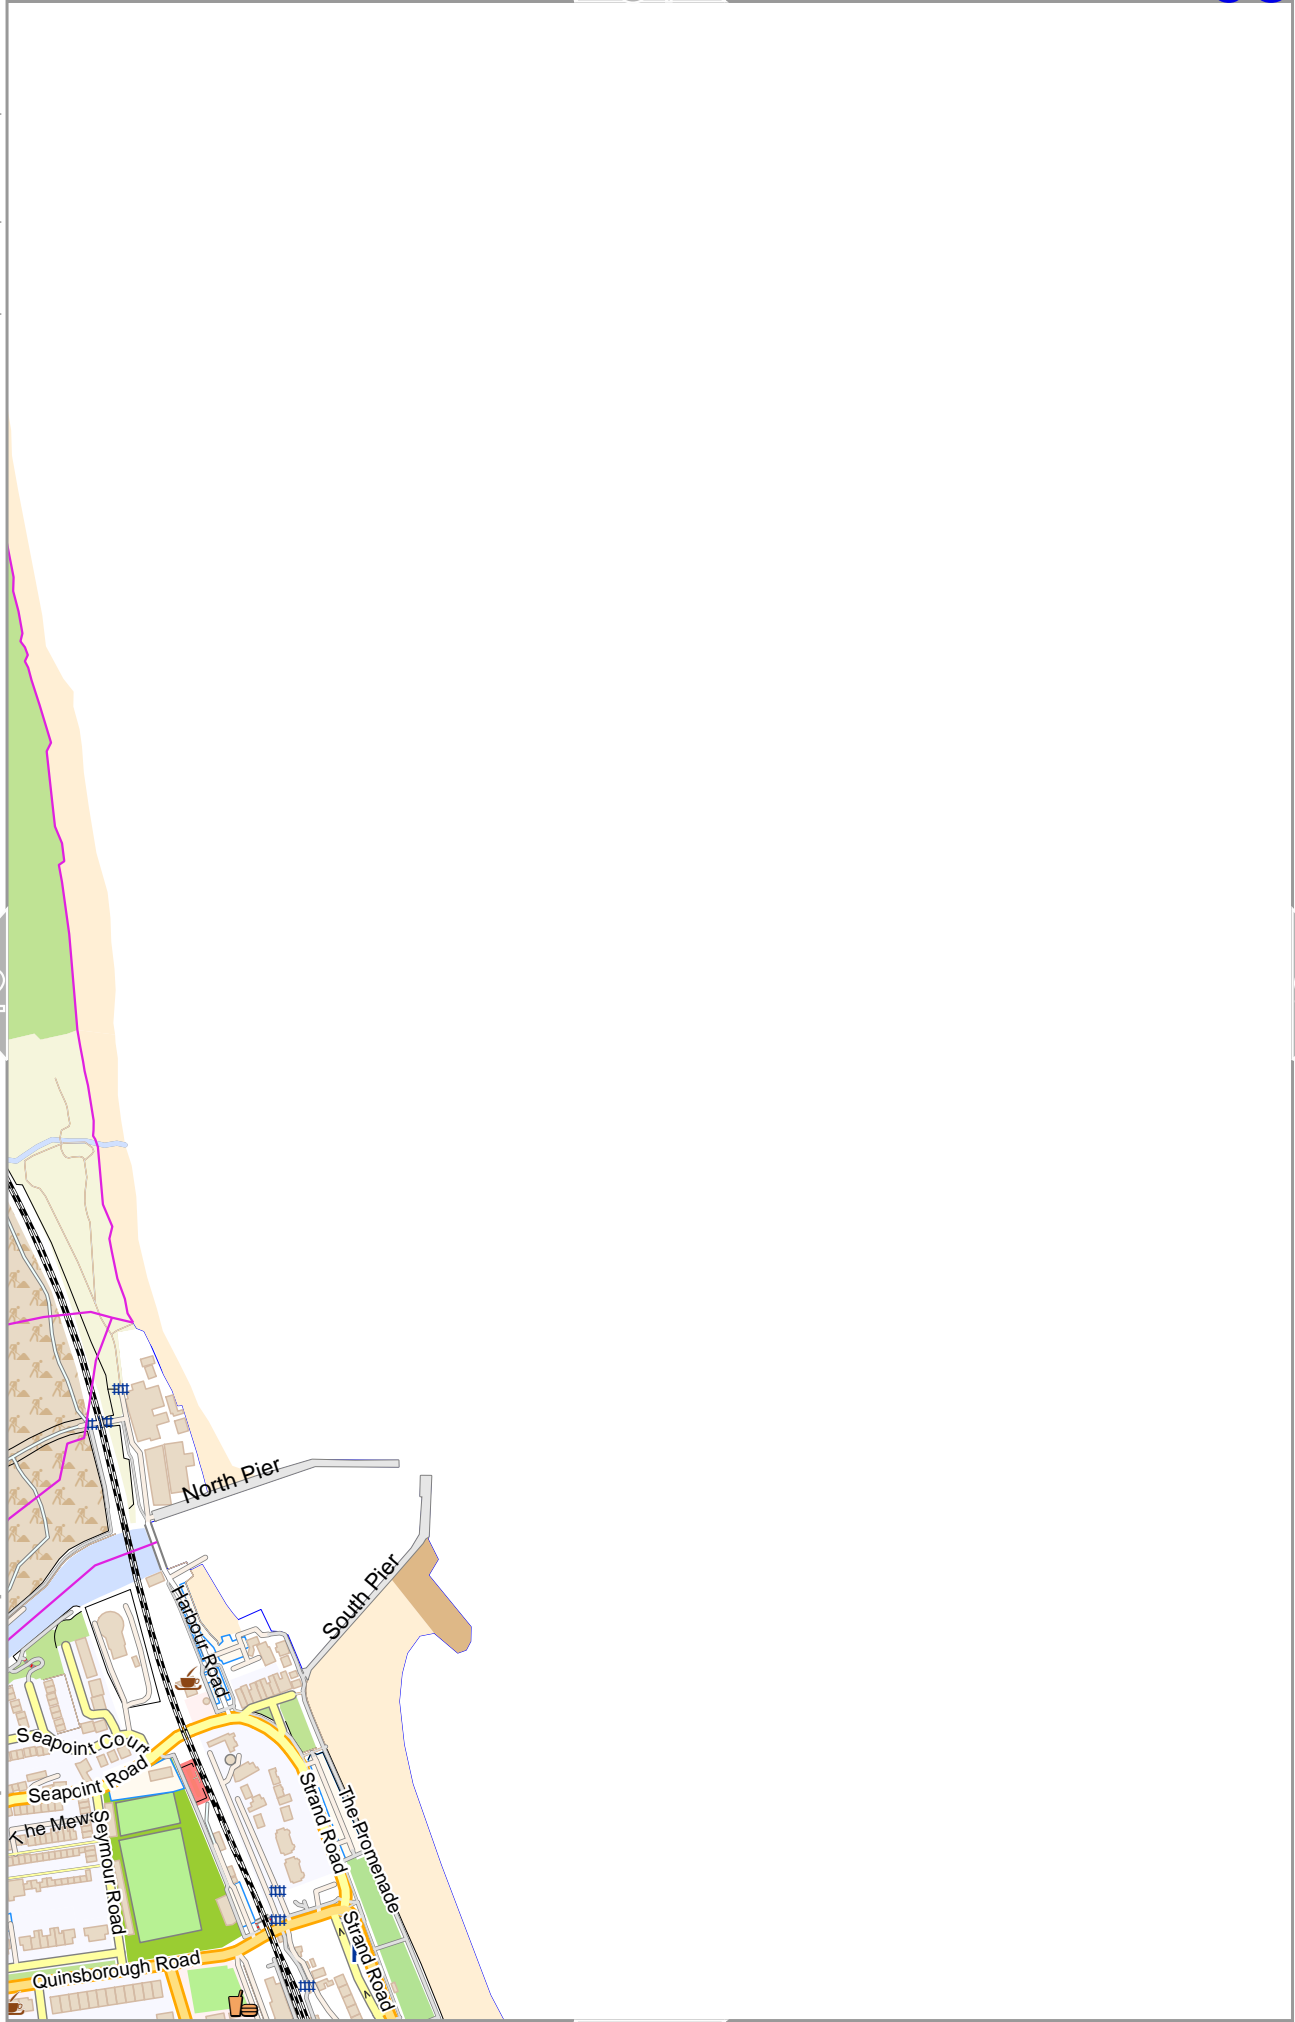 North Pier
South Pier
Harbour Road
Seapoint Court
Seapoint Road
The Mews
Seymour Road
Strand Road
The Promenade
Strand Road
Quinsborough Road